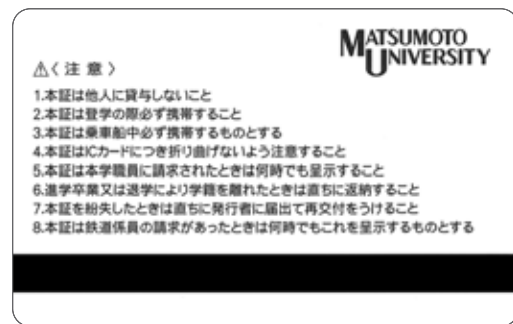 MATSUMOTO
UNIVERSITY
⚠〈注意〉
1.本証は他人に貸与しないこと
2.本証は登学の際必ず携帯すること
3.本証は乗車船中必ず携帯するものとする
4.本証はICカードにつき折り曲げないよう注意すること
5.本証は本学職員に請求されたときは何時でも呈示すること
6.進学卒業又は退学により学籍を離れたときは直ちに返納すること
7.本証を紛失したときは直ちに発行者に届出て再交付をうけること
8.本証は鉄道係員の請求があったときは何時でもこれを呈示するものとする